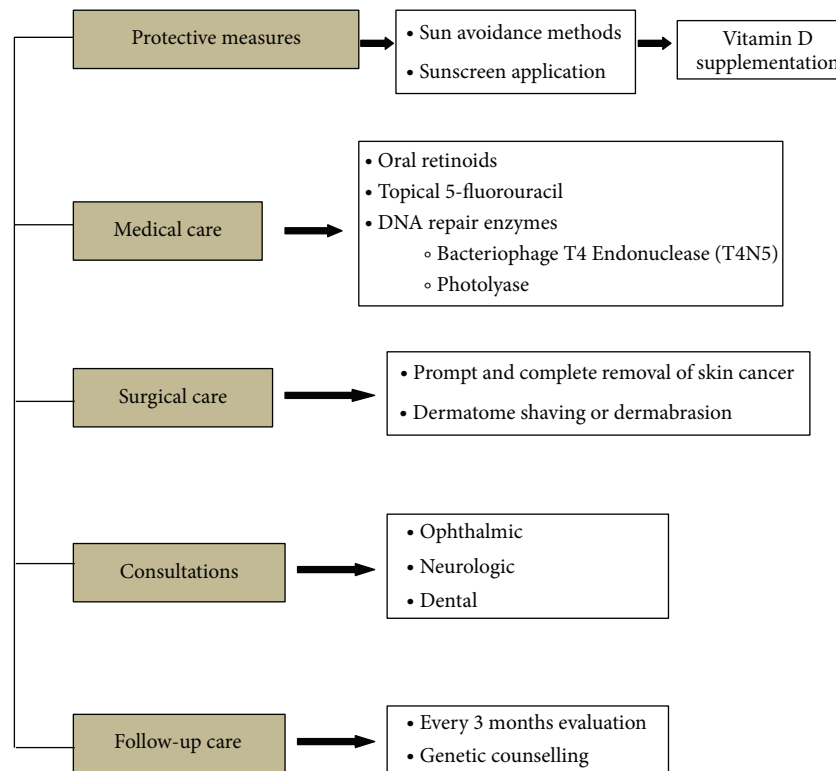 Protective measures
• Sun avoidance methods
• Sunscreen application
Vitamin D
supplementation
Medical care
• Oral retinoids
• Topical 5-fluorouracil
• DNA repair enzymes
◦ Bacteriophage T4 Endonuclease (T4N5)
◦ Photolyase
Surgical care
• Prompt and complete removal of skin cancer
• Dermatome shaving or dermabrasion
Consultations
• Ophthalmic
• Neurologic
• Dental
Follow-up care
• Every 3 months evaluation
• Genetic counselling